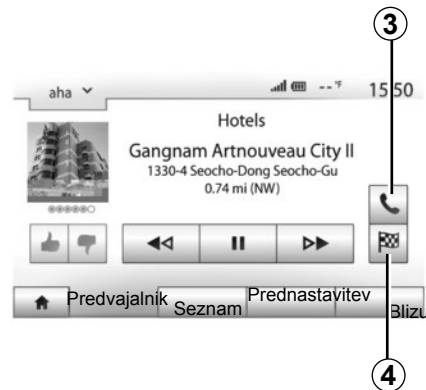 3
aha
--°F
15:50
Hotels
Gangnam Artnouveau City II
1330-4 Seocho-Dong Seocho-Gu
0.74 mi (NW)
Predvajalnik Seznam Prednastavitev Blizu
4